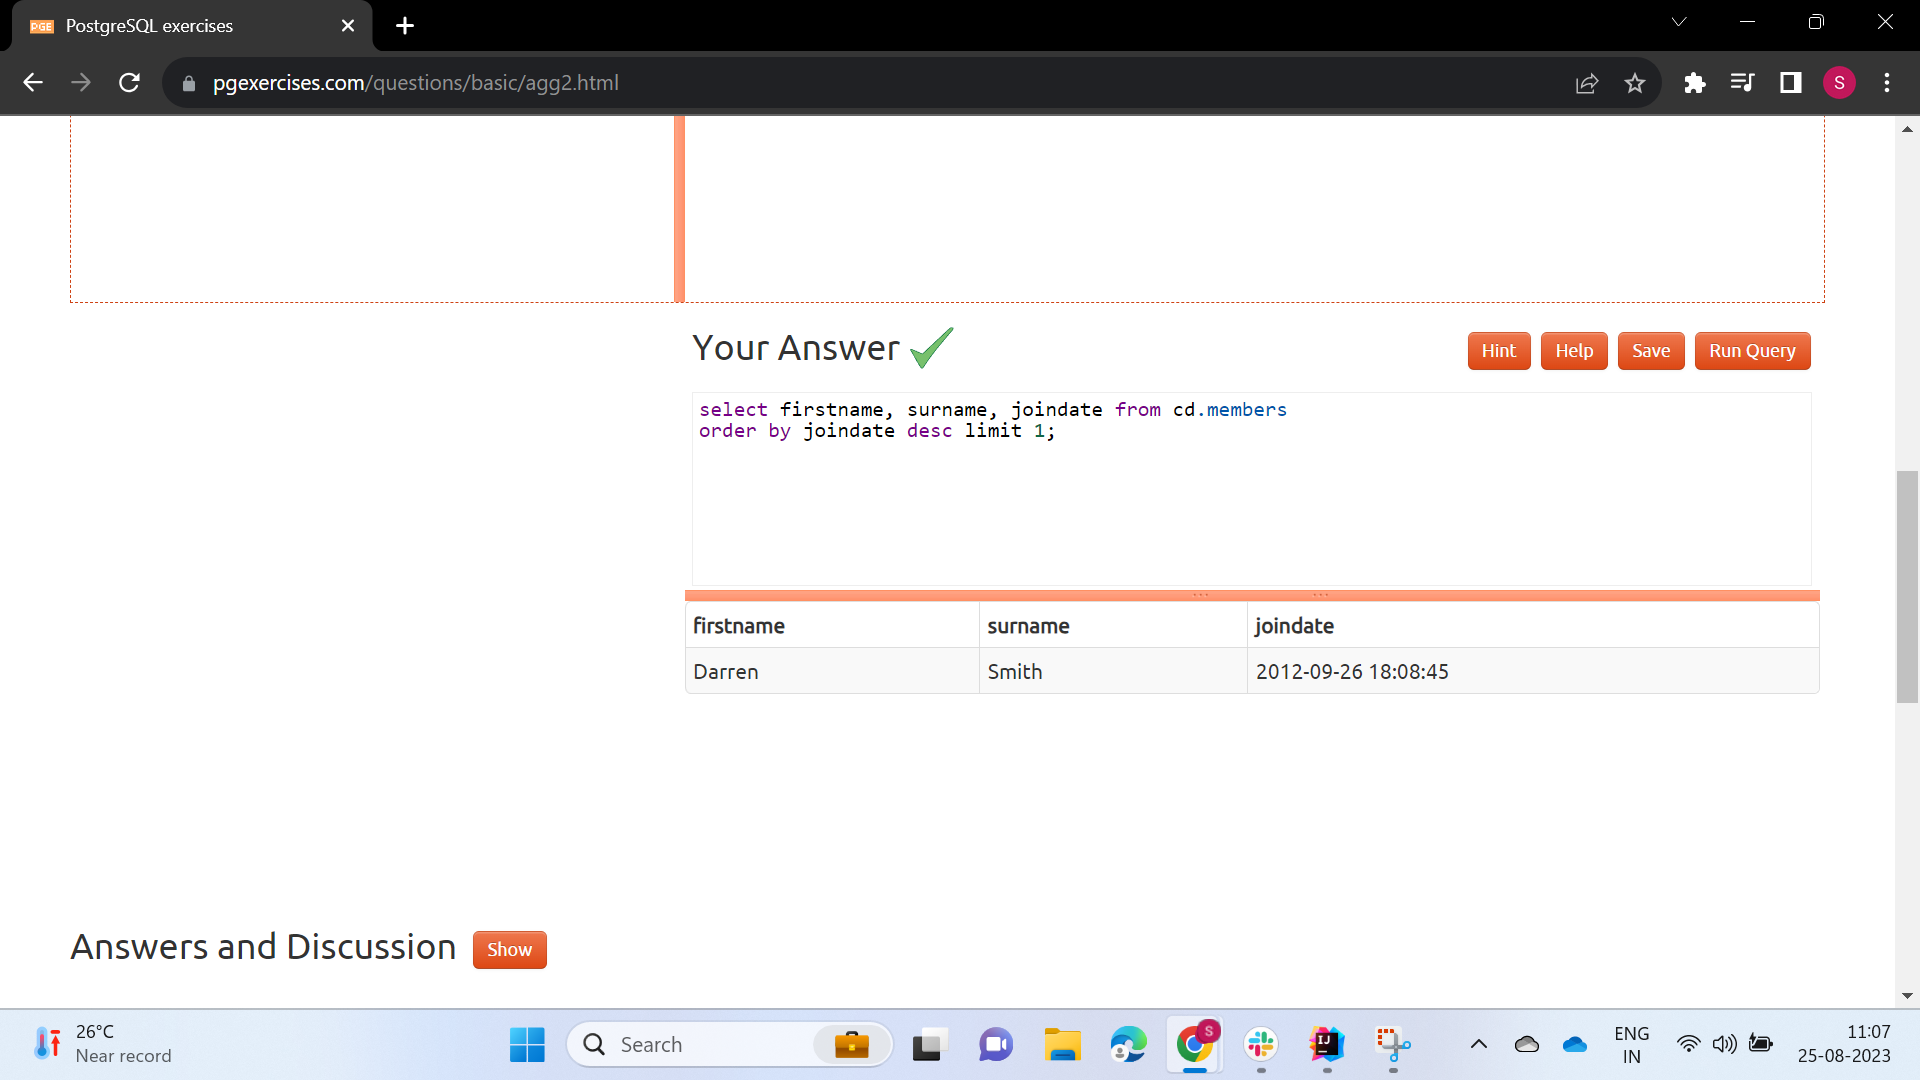 PGE PostgreSQL exercises
pgexercises.com/questions/basic/agg2.html
S
Your Answer
Hint Help Save Run Query
select firstname, surname, joindate from cd.members
order by joindate desc limit 1;
firstname surname joindate
Darren Smith 2012-09-26 18:08:45
Answers and Discussion Show
26°C
Near record
Search
S
IJ
ENG
IN
11:07
25-08-2023